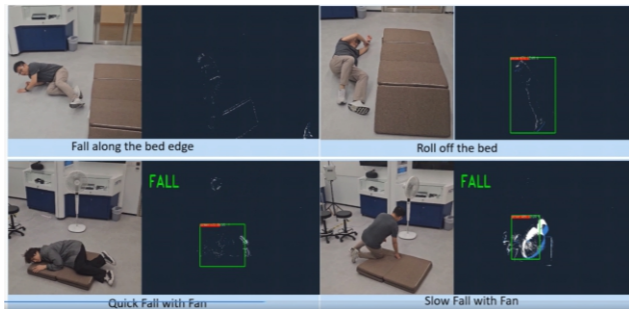 Fall along the bed edge
Roll off the bed
FALL
FALL
Quick Fall with Fan
Slow Fall with Fan